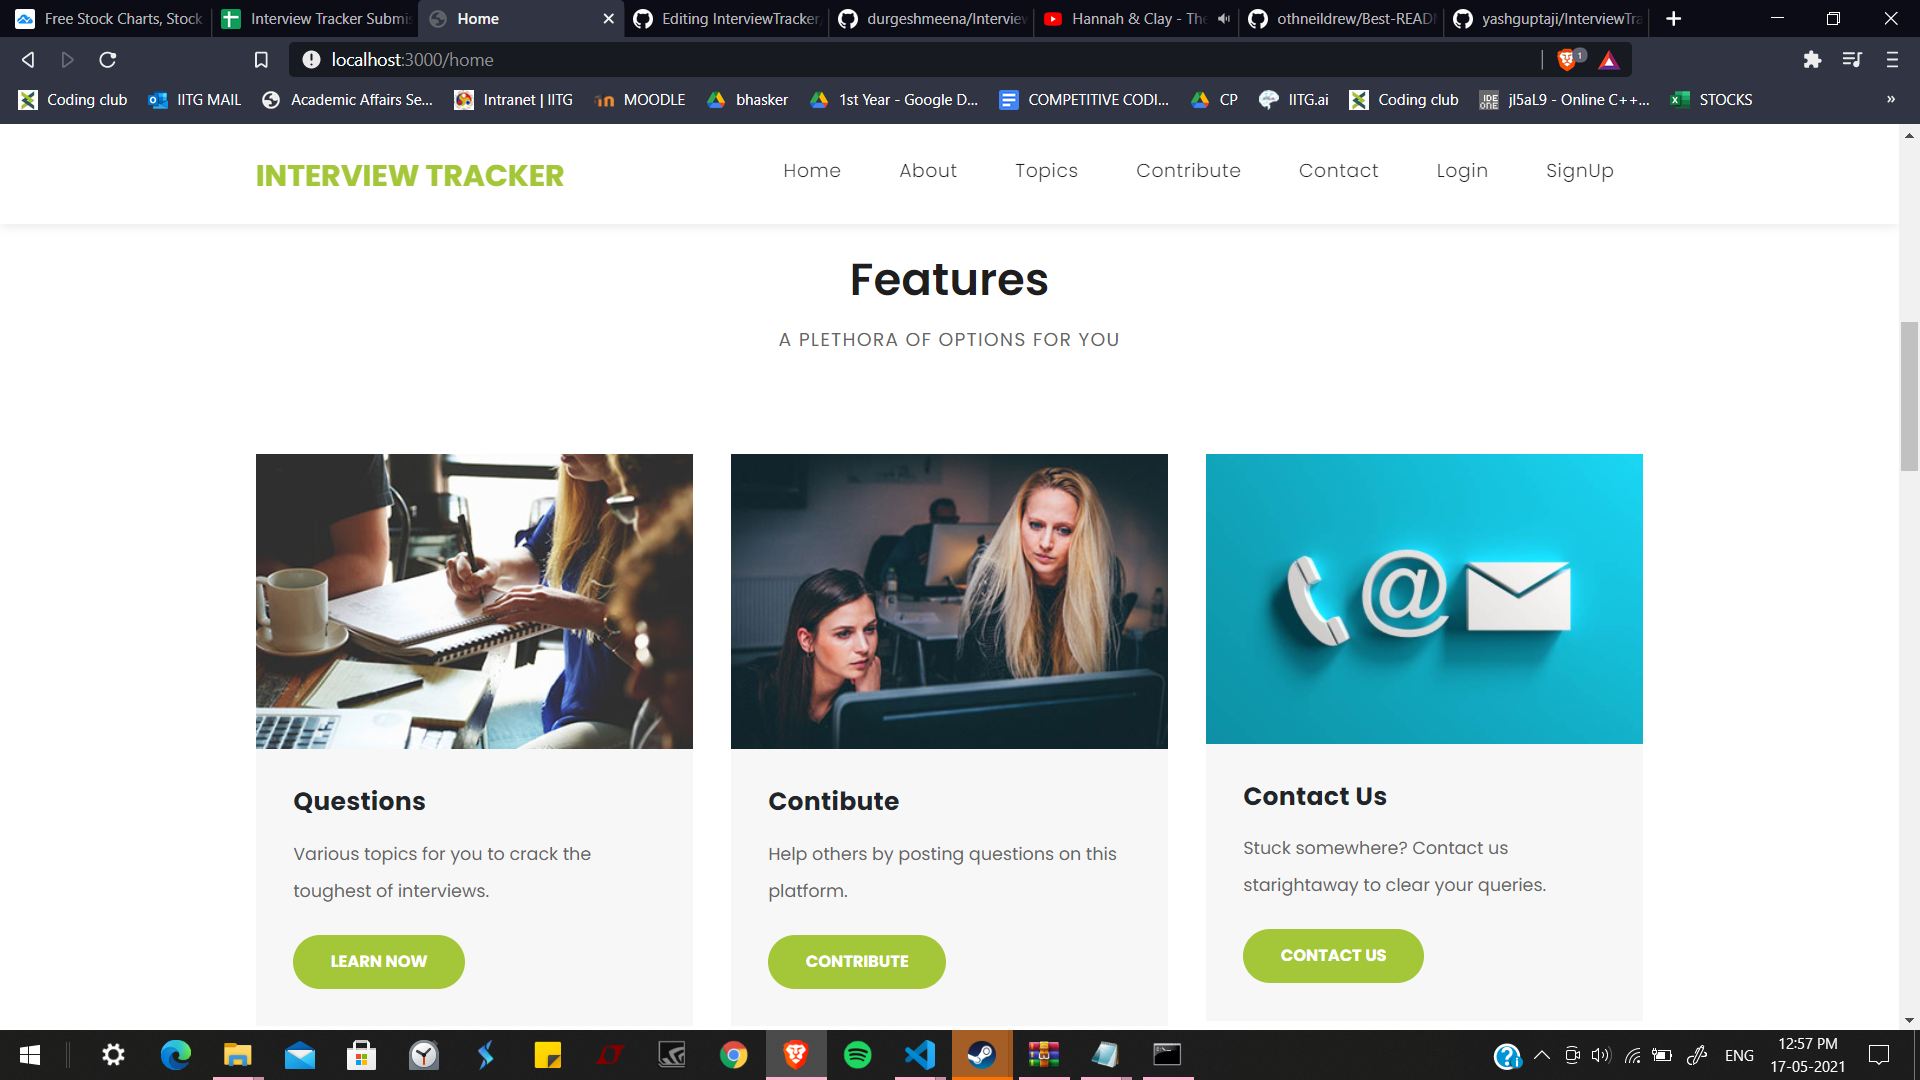 Free Stock Charts, Stock
Interview Tracker Submis
Home
Editing InterviewTracker
durgeshmeena/Interview
Hannah & Clay - The
othneildrew/Best-READ
yashguptaji/InterviewTra
localhost:3000/home
1
Coding club
IITG MAIL
Academic Affairs Se...
Intranet | IITG
MOODLE
bhasker
1st Year - Google D...
COMPETITIVE CODI...
CP
IITG.ai
Coding club
jI5aL9 - Online C++...
STOCKS
»
INTERVIEW TRACKER
Home
About
Topics
Contribute
Contact
Login
SignUp
Features
A PLETHORA OF OPTIONS FOR YOU
Questions
Various topics for you to crack the
toughest of interviews.
LEARN NOW
Contibute
Help others by posting questions on this
platform.
CONTRIBUTE
Contact Us
Stuck somewhere? Contact us
starightaway to clear your queries.
CONTACT US
ENG
12:57 PM
17-05-2021